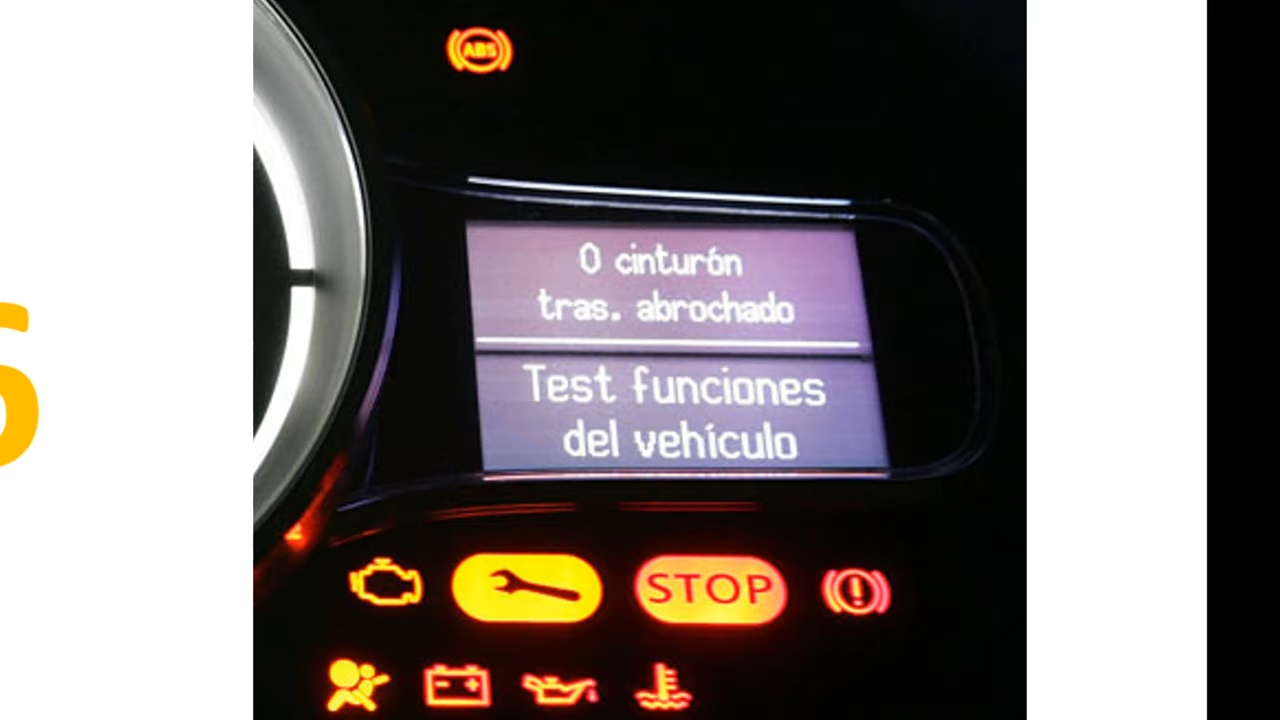 ABS
0 cinturón
tras. abrochado
Test funciones
del vehículo
STOP